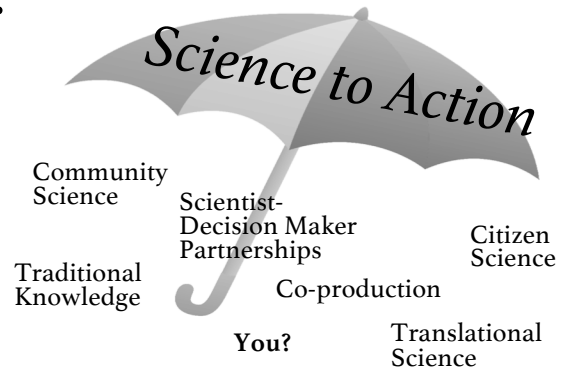 Science to Action
Community
Science
Scientist-
Decision Maker
Partnerships
Citizen
Science
Traditional
Knowledge
Co-production
You?
Translational
Science